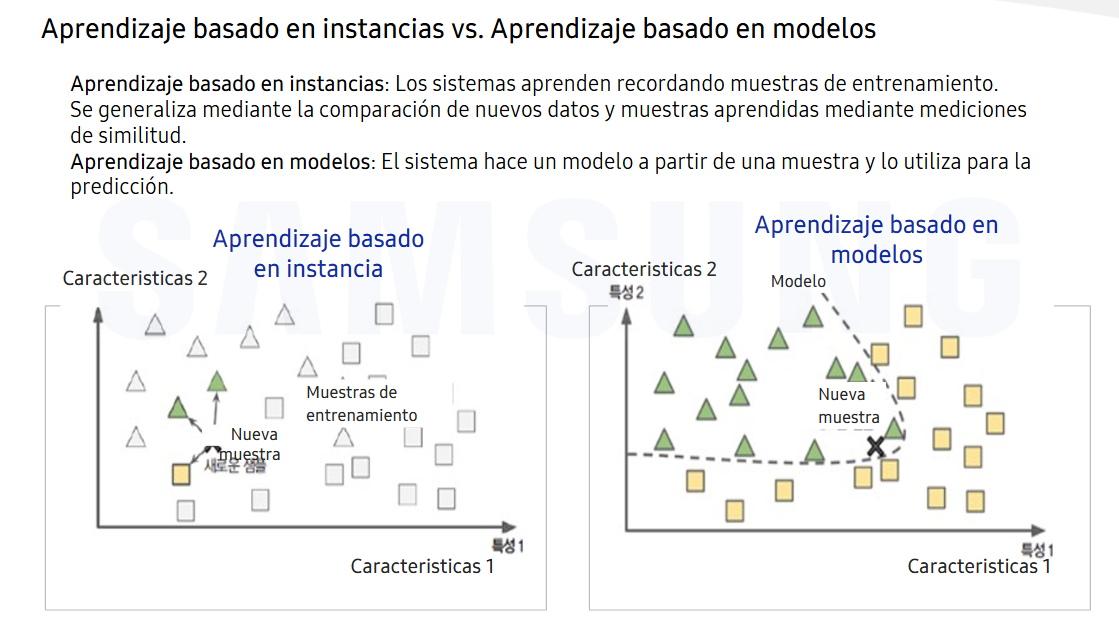 Aprendizaje basado en instancias vs. Aprendizaje basado en modelos
Aprendizaje basado en instancias: Los sistemas aprenden recordando muestras de entrenamiento.
Se generaliza mediante la comparación de nuevos datos y muestras aprendidas mediante mediciones
de similitud.
Aprendizaje basado en modelos: El sistema hace un modelo a partir de una muestra y lo utiliza para la
predicción.
SAMSUNG
Aprendizaje basado
en instancia
Caracteristicas 2
Muestras de
entrenamiento
Nueva
muestra
새로운 샘플
특성 1
Caracteristicas 1
Aprendizaje basado en
modelos
Caracteristicas 2
특성 2
Modelo
Nueva
muestra
특성 1
Caracteristicas 1